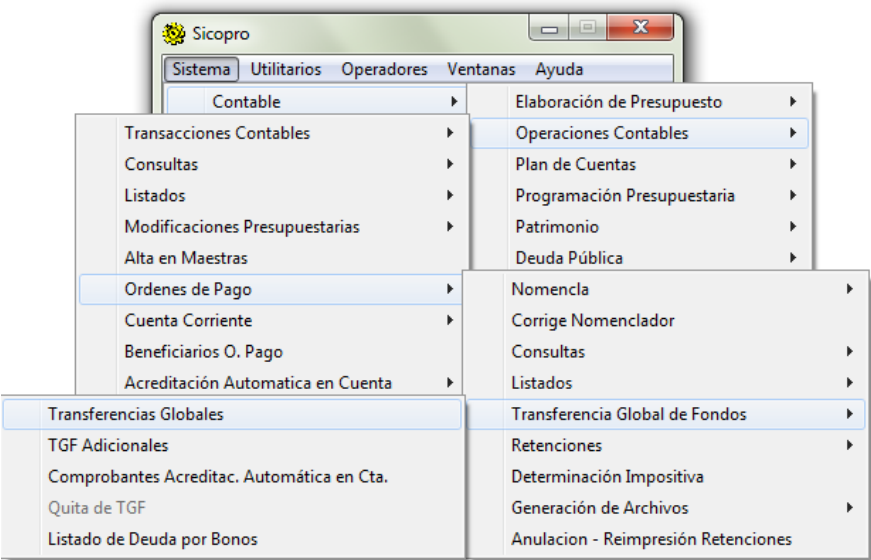 Sicopro
Sistema Utilitarios Operadores Ventanas Ayuda
Contable
Elaboración de Presupuesto
Operaciones Contables
Plan de Cuentas
Programación Presupuestaria
Patrimonio
Deuda Pública
Transacciones Contables
Consultas
Listados
Modificaciones Presupuestarias
Alta en Maestras
Ordenes de Pago
Cuenta Corriente
Beneficiarios O. Pago
Acreditación Automatica en Cuenta
Nomencla
Corrige Nomenclador
Consultas
Listados
Transferencia Global de Fondos
Retenciones
Determinación Impositiva
Generación de Archivos
Anulacion - Reimpresión Retenciones
Transferencias Globales
TGF Adicionales
Comprobantes Acreditac. Automática en Cta.
Quita de TGF
Listado de Deuda por Bonos